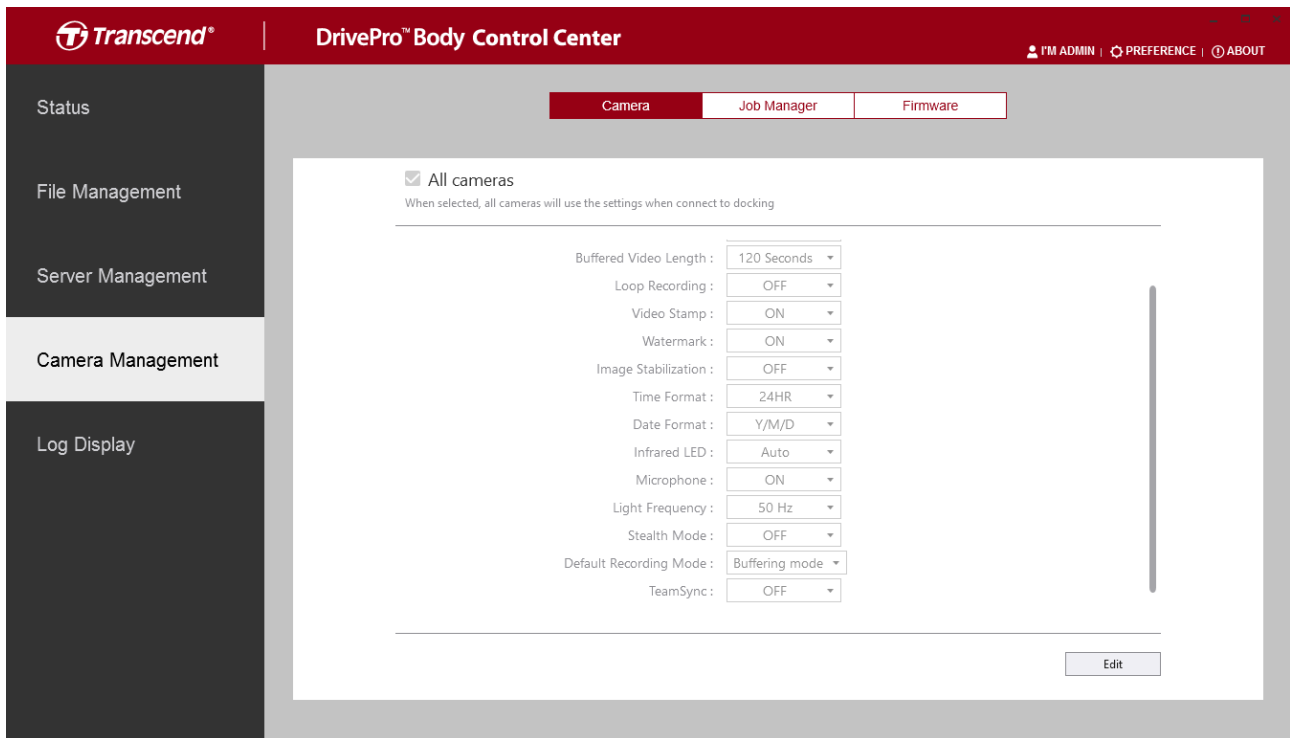 Transcend®
DrivePro™ Body Control Center
I'M ADMIN | PREFERENCE | ABOUT
Status
File Management
Server Management
Camera Management
Log Display
Camera Job Manager Firmware
All cameras
When selected, all cameras will use the settings when connect to docking
Buffered Video Length : 120 Seconds
Loop Recording : OFF
Video Stamp : ON
Watermark : ON
Image Stabilization : OFF
Time Format : 24HR
Date Format : Y/M/D
Infrared LED : Auto
Microphone : ON
Light Frequency : 50 Hz
Stealth Mode : OFF
Default Recording Mode : Buffering mode
TeamSync : OFF
Edit